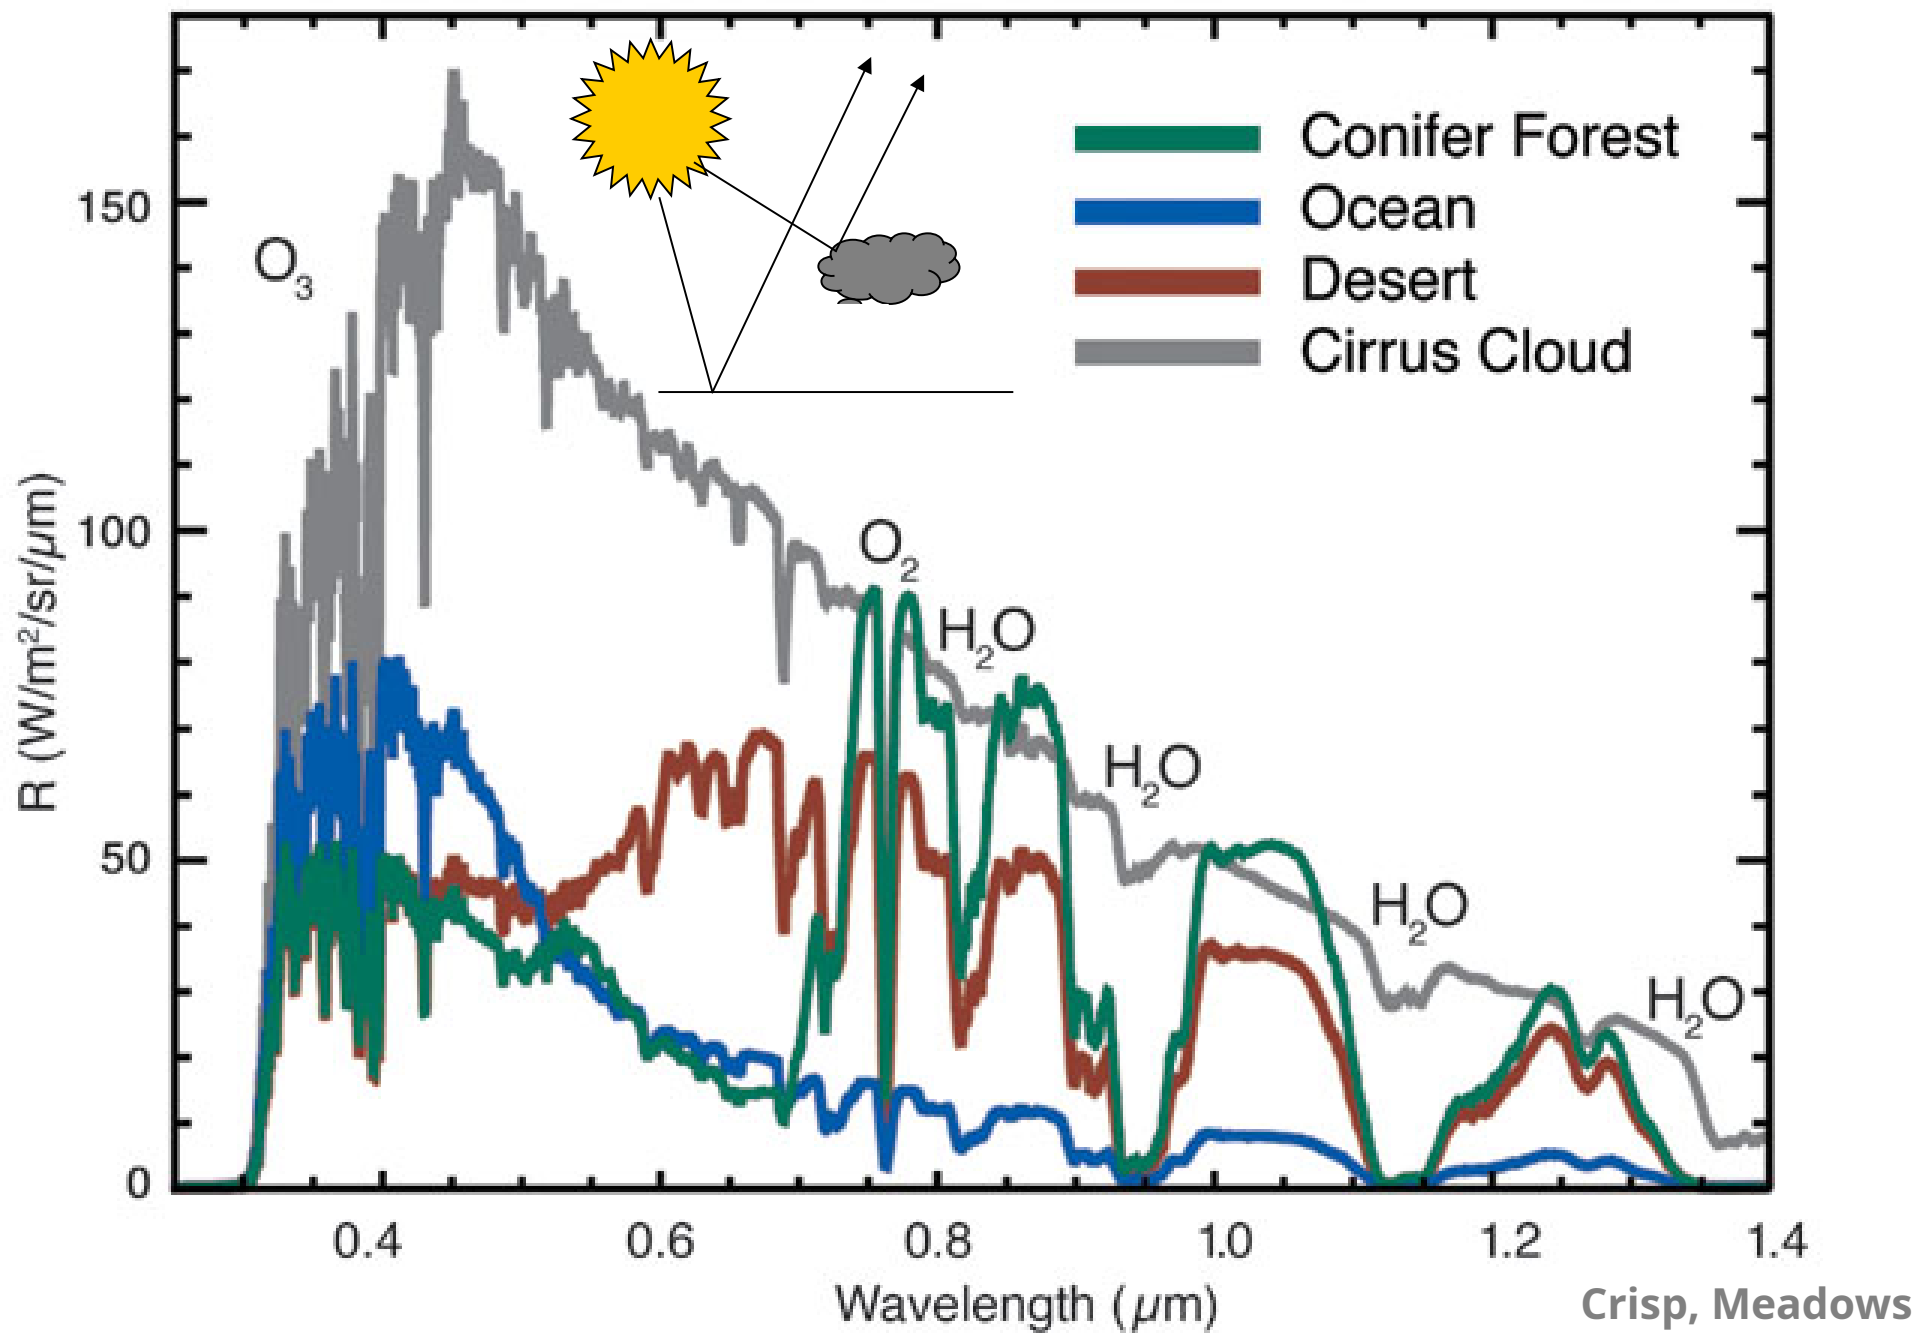 Conifer Forest
Ocean
Desert
Cirrus Cloud
O3
O2
H2O
H2O
H2O
H2O
R (W/m2/sr/µm)
150
100
50
0
0.4
0.6
0.8
1.0
1.2
1.4
Wavelength (µm)
Crisp, Meadows